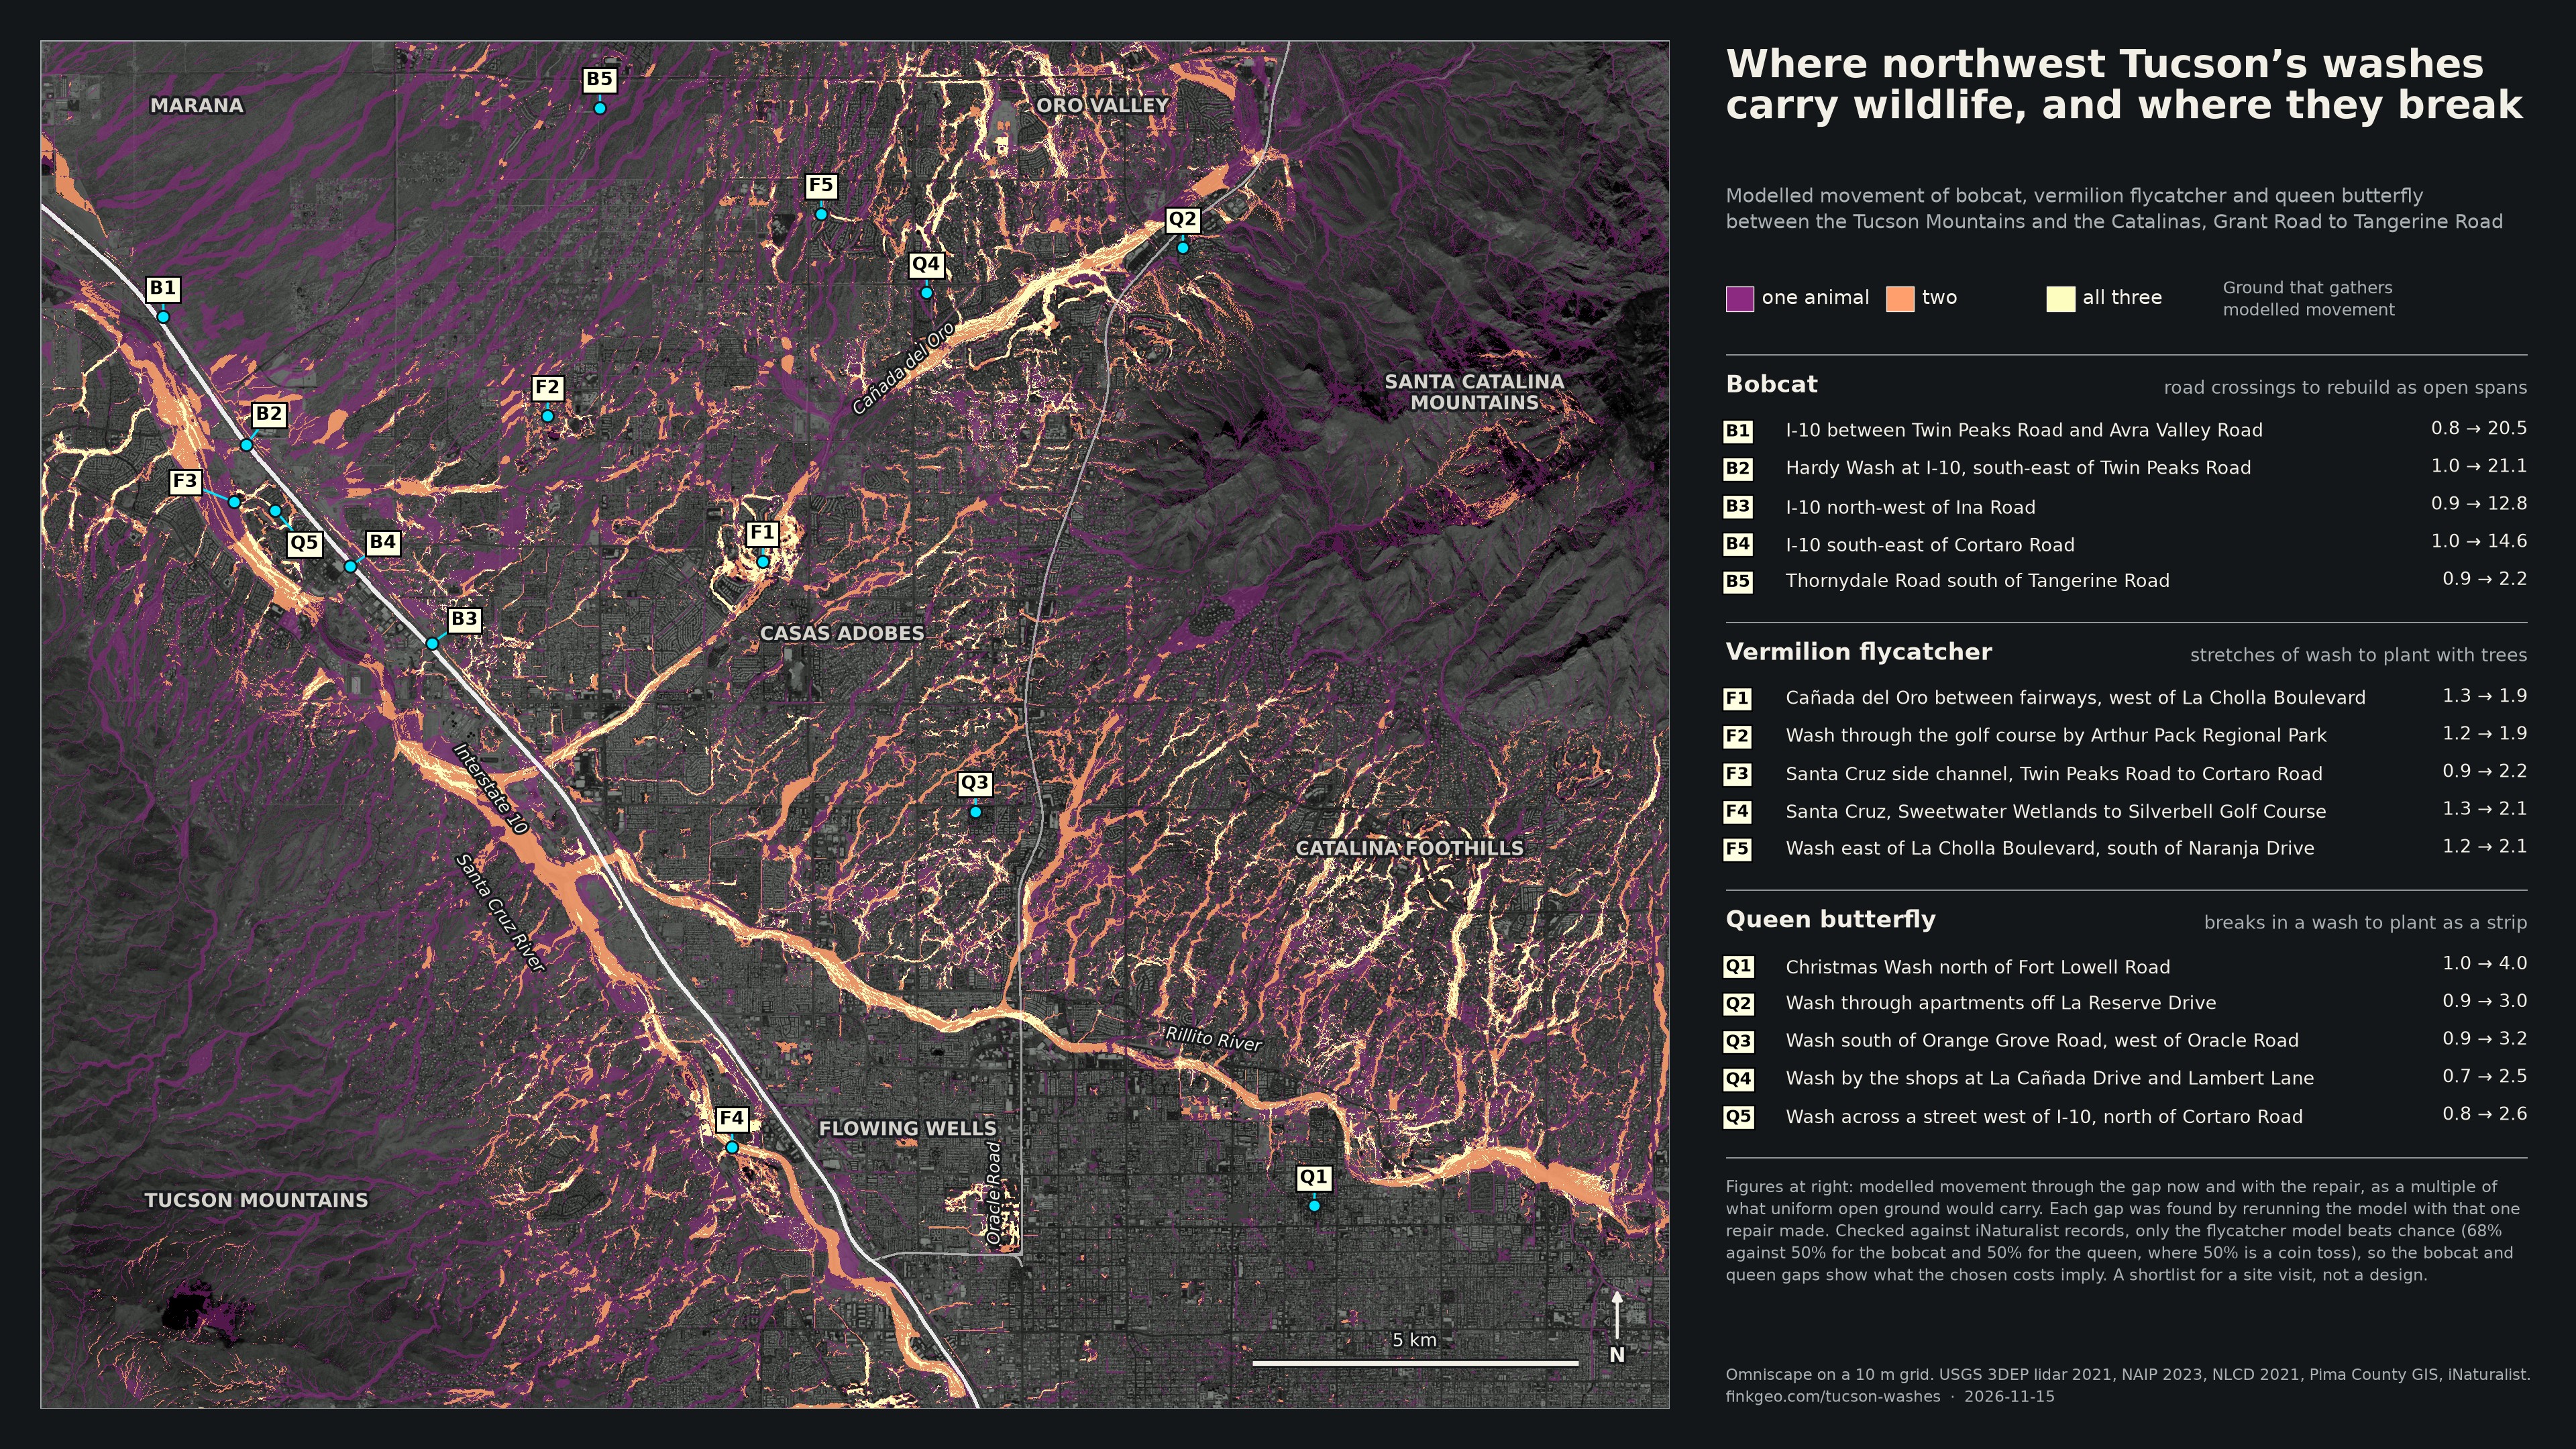 MARANA
B5
ORO VALLEY
F5
Q2
Q4
B1
Cañada del Oro
F2
B2
SANTA CATALINA
MOUNTAINS
F3
Q5
B4
F1
B3
CASAS ADOBES
Interstate 10
Q3
CATALINA FOOTHILLS
Santa Cruz River
Rillito River
F4
FLOWING WELLS
Oracle Road
Q1
TUCSON MOUNTAINS
5 km
N
Where northwest Tucson’s washes
carry wildlife, and where they break
Modelled movement of bobcat, vermilion flycatcher and queen butterfly
between the Tucson Mountains and the Catalinas, Grant Road to Tangerine Road
one animal two all three Ground that gathers
modelled movement
Bobcat road crossings to rebuild as open spans
B1 I-10 between Twin Peaks Road and Avra Valley Road 0.8 → 20.5
B2 Hardy Wash at I-10, south-east of Twin Peaks Road 1.0 → 21.1
B3 I-10 north-west of Ina Road 0.9 → 12.8
B4 I-10 south-east of Cortaro Road 1.0 → 14.6
B5 Thornydale Road south of Tangerine Road 0.9 → 2.2
Vermilion flycatcher stretches of wash to plant with trees
F1 Cañada del Oro between fairways, west of La Cholla Boulevard 1.3 → 1.9
F2 Wash through the golf course by Arthur Pack Regional Park 1.2 → 1.9
F3 Santa Cruz side channel, Twin Peaks Road to Cortaro Road 0.9 → 2.2
F4 Santa Cruz, Sweetwater Wetlands to Silverbell Golf Course 1.3 → 2.1
F5 Wash east of La Cholla Boulevard, south of Naranja Drive 1.2 → 2.1
Queen butterfly breaks in a wash to plant as a strip
Q1 Christmas Wash north of Fort Lowell Road 1.0 → 4.0
Q2 Wash through apartments off La Reserve Drive 0.9 → 3.0
Q3 Wash south of Orange Grove Road, west of Oracle Road 0.9 → 3.2
Q4 Wash by the shops at La Cañada Drive and Lambert Lane 0.7 → 2.5
Q5 Wash across a street west of I-10, north of Cortaro Road 0.8 → 2.6
Figures at right: modelled movement through the gap now and with the repair, as a multiple of
what uniform open ground would carry. Each gap was found by rerunning the model with that one
repair made. Checked against iNaturalist records, only the flycatcher model beats chance (68%
against 50% for the bobcat and 50% for the queen, where 50% is a coin toss), so the bobcat and
queen gaps show what the chosen costs imply. A shortlist for a site visit, not a design.
Omniscape on a 10 m grid. USGS 3DEP lidar 2021, NAIP 2023, NLCD 2021, Pima County GIS, iNaturalist.
finkgeo.com/tucson-washes · 2026-11-15